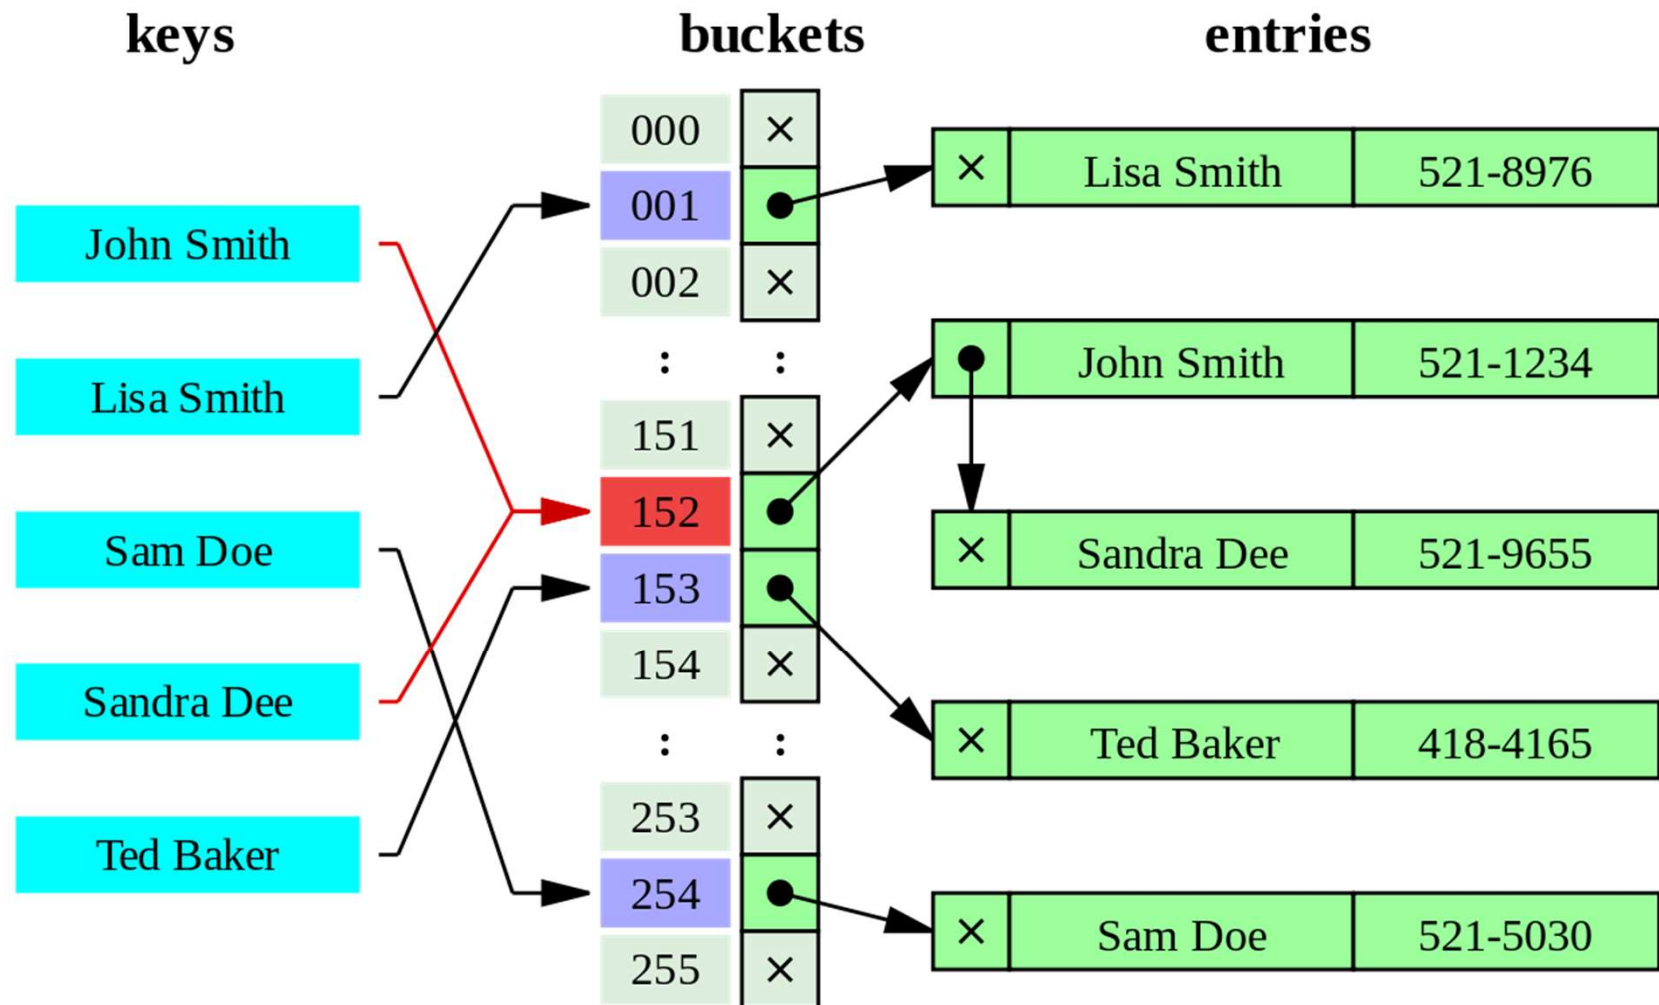 keys
buckets
entries
John Smith
Lisa Smith
Sam Doe
Sandra Dee
Ted Baker
000 ×
001
002 ×
: :
151 ×
152
153
154 ×
: :
253 ×
254
255 ×
× Lisa Smith 521-8976
John Smith 521-1234
× Sandra Dee 521-9655
× Ted Baker 418-4165
× Sam Doe 521-5030